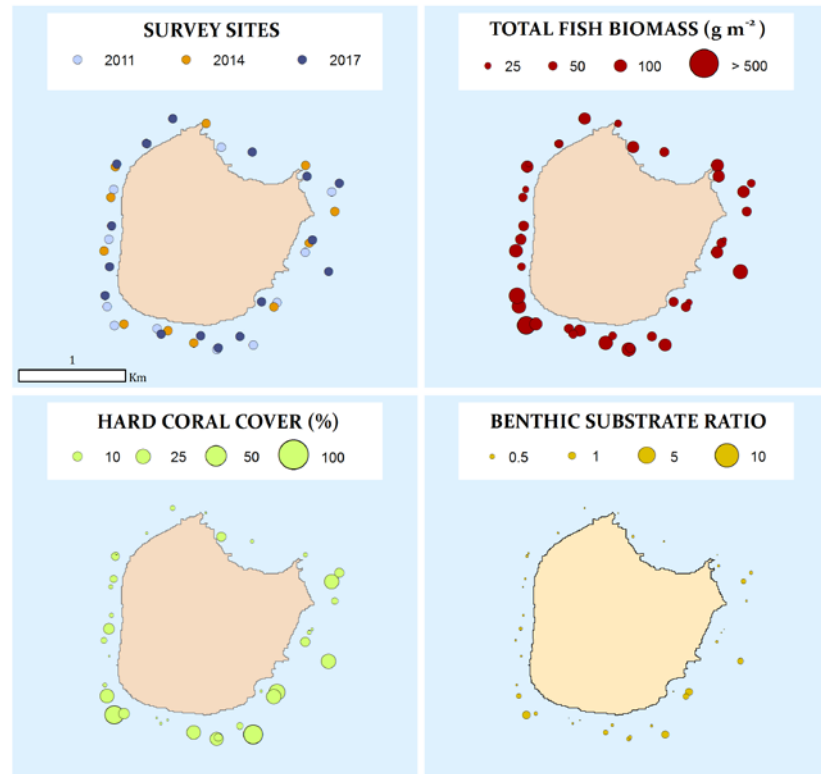 SURVEY SITES
2011 2014 2017
1
Km
TOTAL FISH BIOMASS (g m⁻²)
25 50 100 > 500
HARD CORAL COVER (%)
10 25 50 100
BENTHIC SUBSTRATE RATIO
0.5 1 5 10